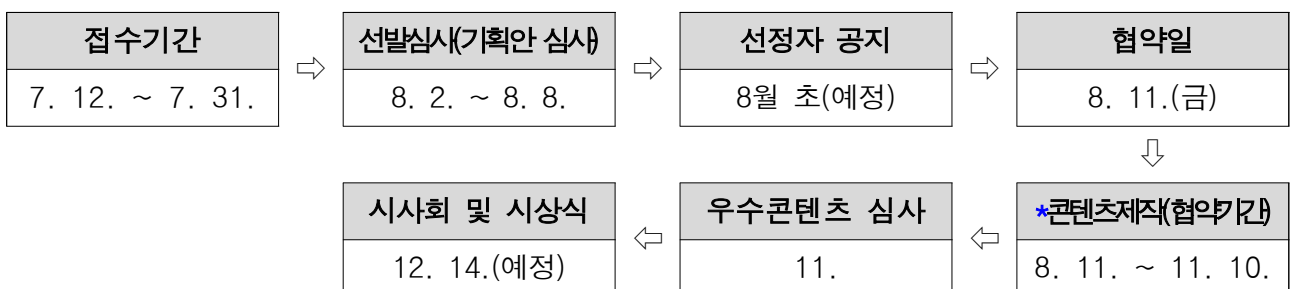 접수기간
7. 12. ~ 7. 31.
선발심사(기획안 심사)
8. 2. ~ 8. 8.
선정자 공지
8월 초(예정)
협약일
8. 11.(금)
*콘텐츠제작(협약기간)
8. 11. ~ 11. 10.
우수콘텐츠 심사
11.
시사회 및 시상식
12. 14.(예정)